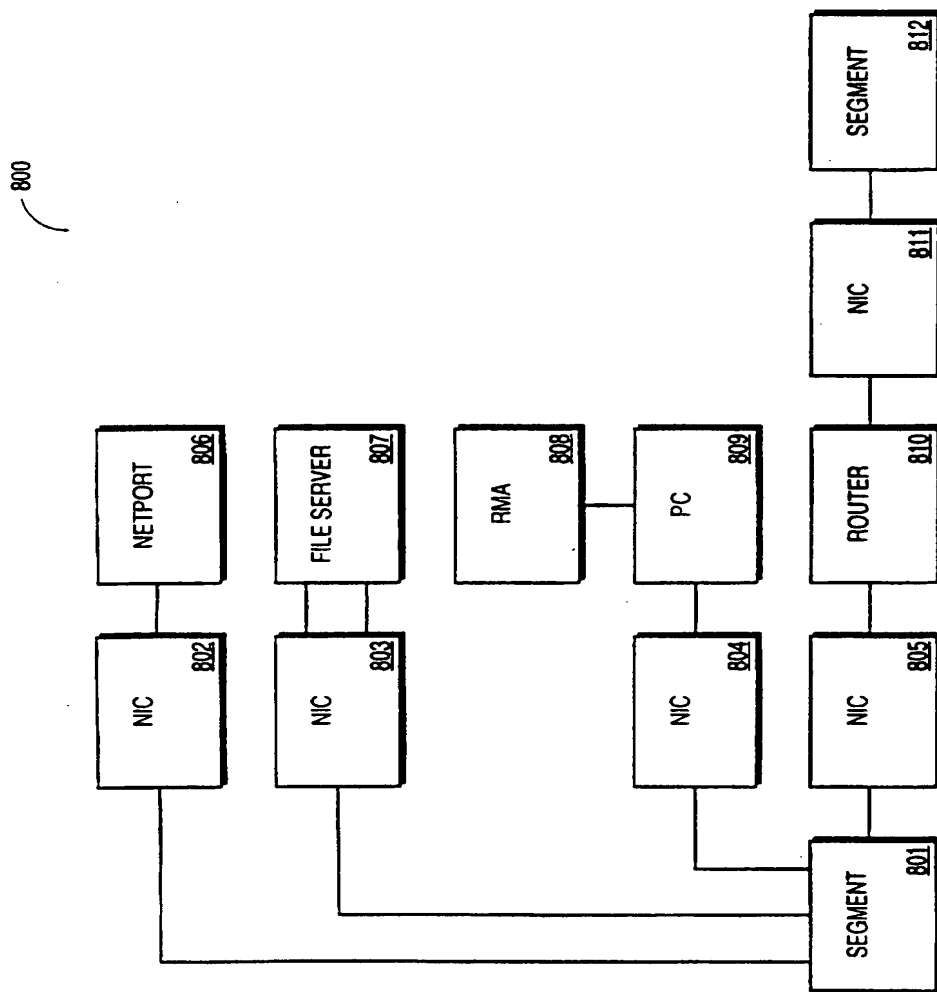 800
NETPORT
806
NIC
802
FILE SERVER
807
NIC
803
RMA
808
PC
809
NIC
804
SEGMENT
812
NIC
811
ROUTER
810
NIC
805
SEGMENT
801